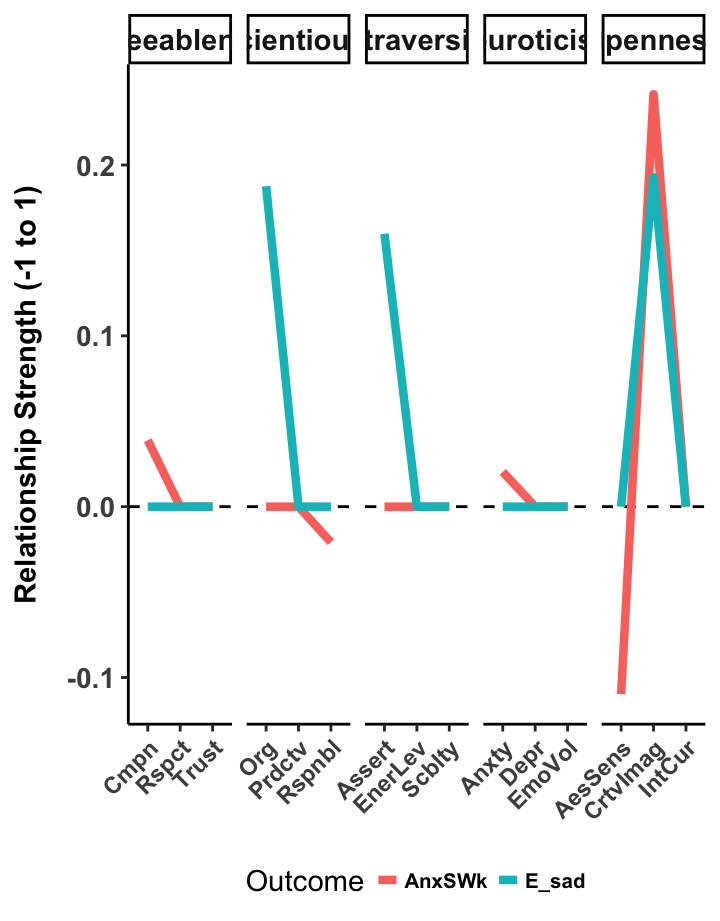 eeablen cientiou traversi uroticis pennes
Relationship Strength (-1 to 1)
0.2
0.1
0.0
-0.1
Cmpn Rspct Trust Org Prdctv Rspnbl Assert EnerLev Scblty Anxty Depr EmoVol AesSens CrtvImag IntCur
Outcome AnxSWk E_sad